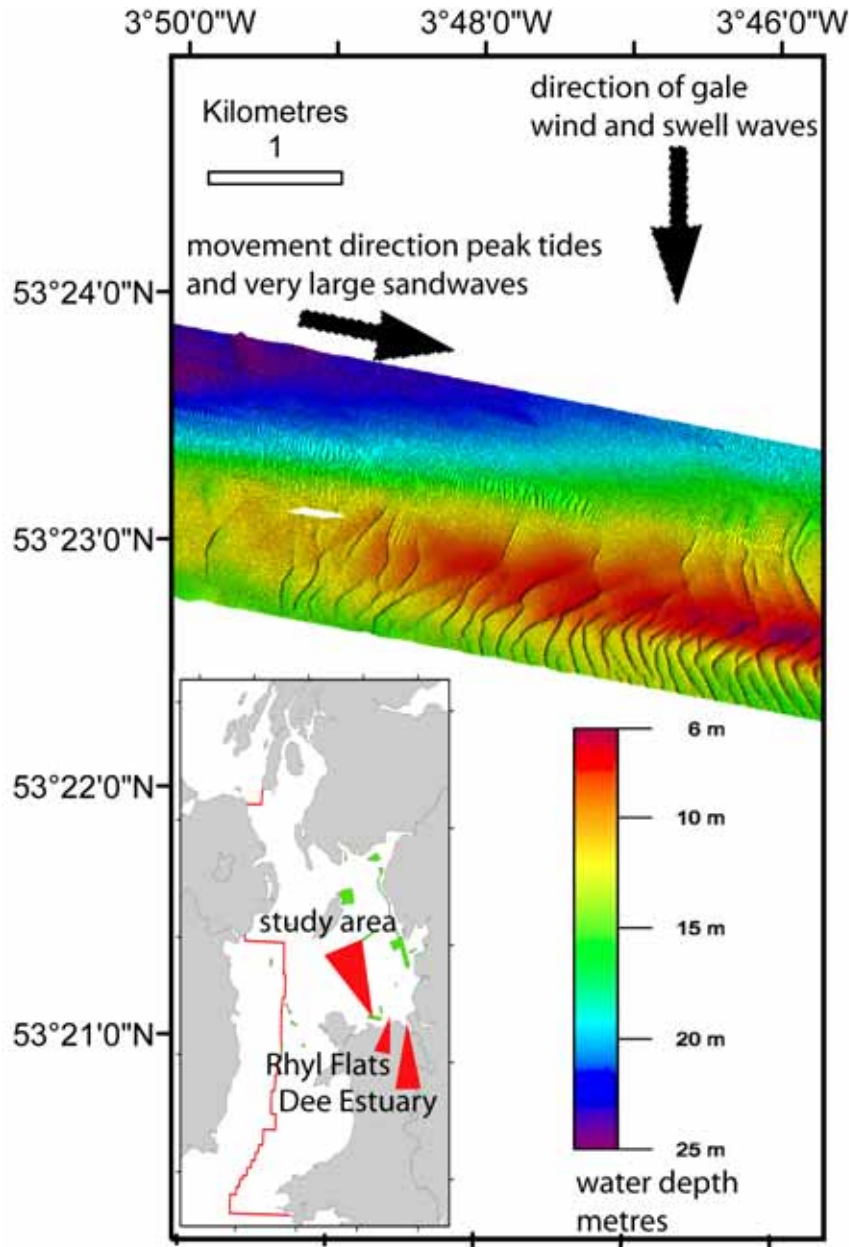 3°50'0"W 3°48'0"W 3°46'0"W
Kilometres
1
direction of gale
wind and swell waves
movement direction peak tides
and very large sandwaves
53°24'0"N
53°23'0"N
53°22'0"N
53°21'0"N
study area
Rhyl Flats
Dee Estuary
6 m
10 m
15 m
20 m
25 m
water depth
metres